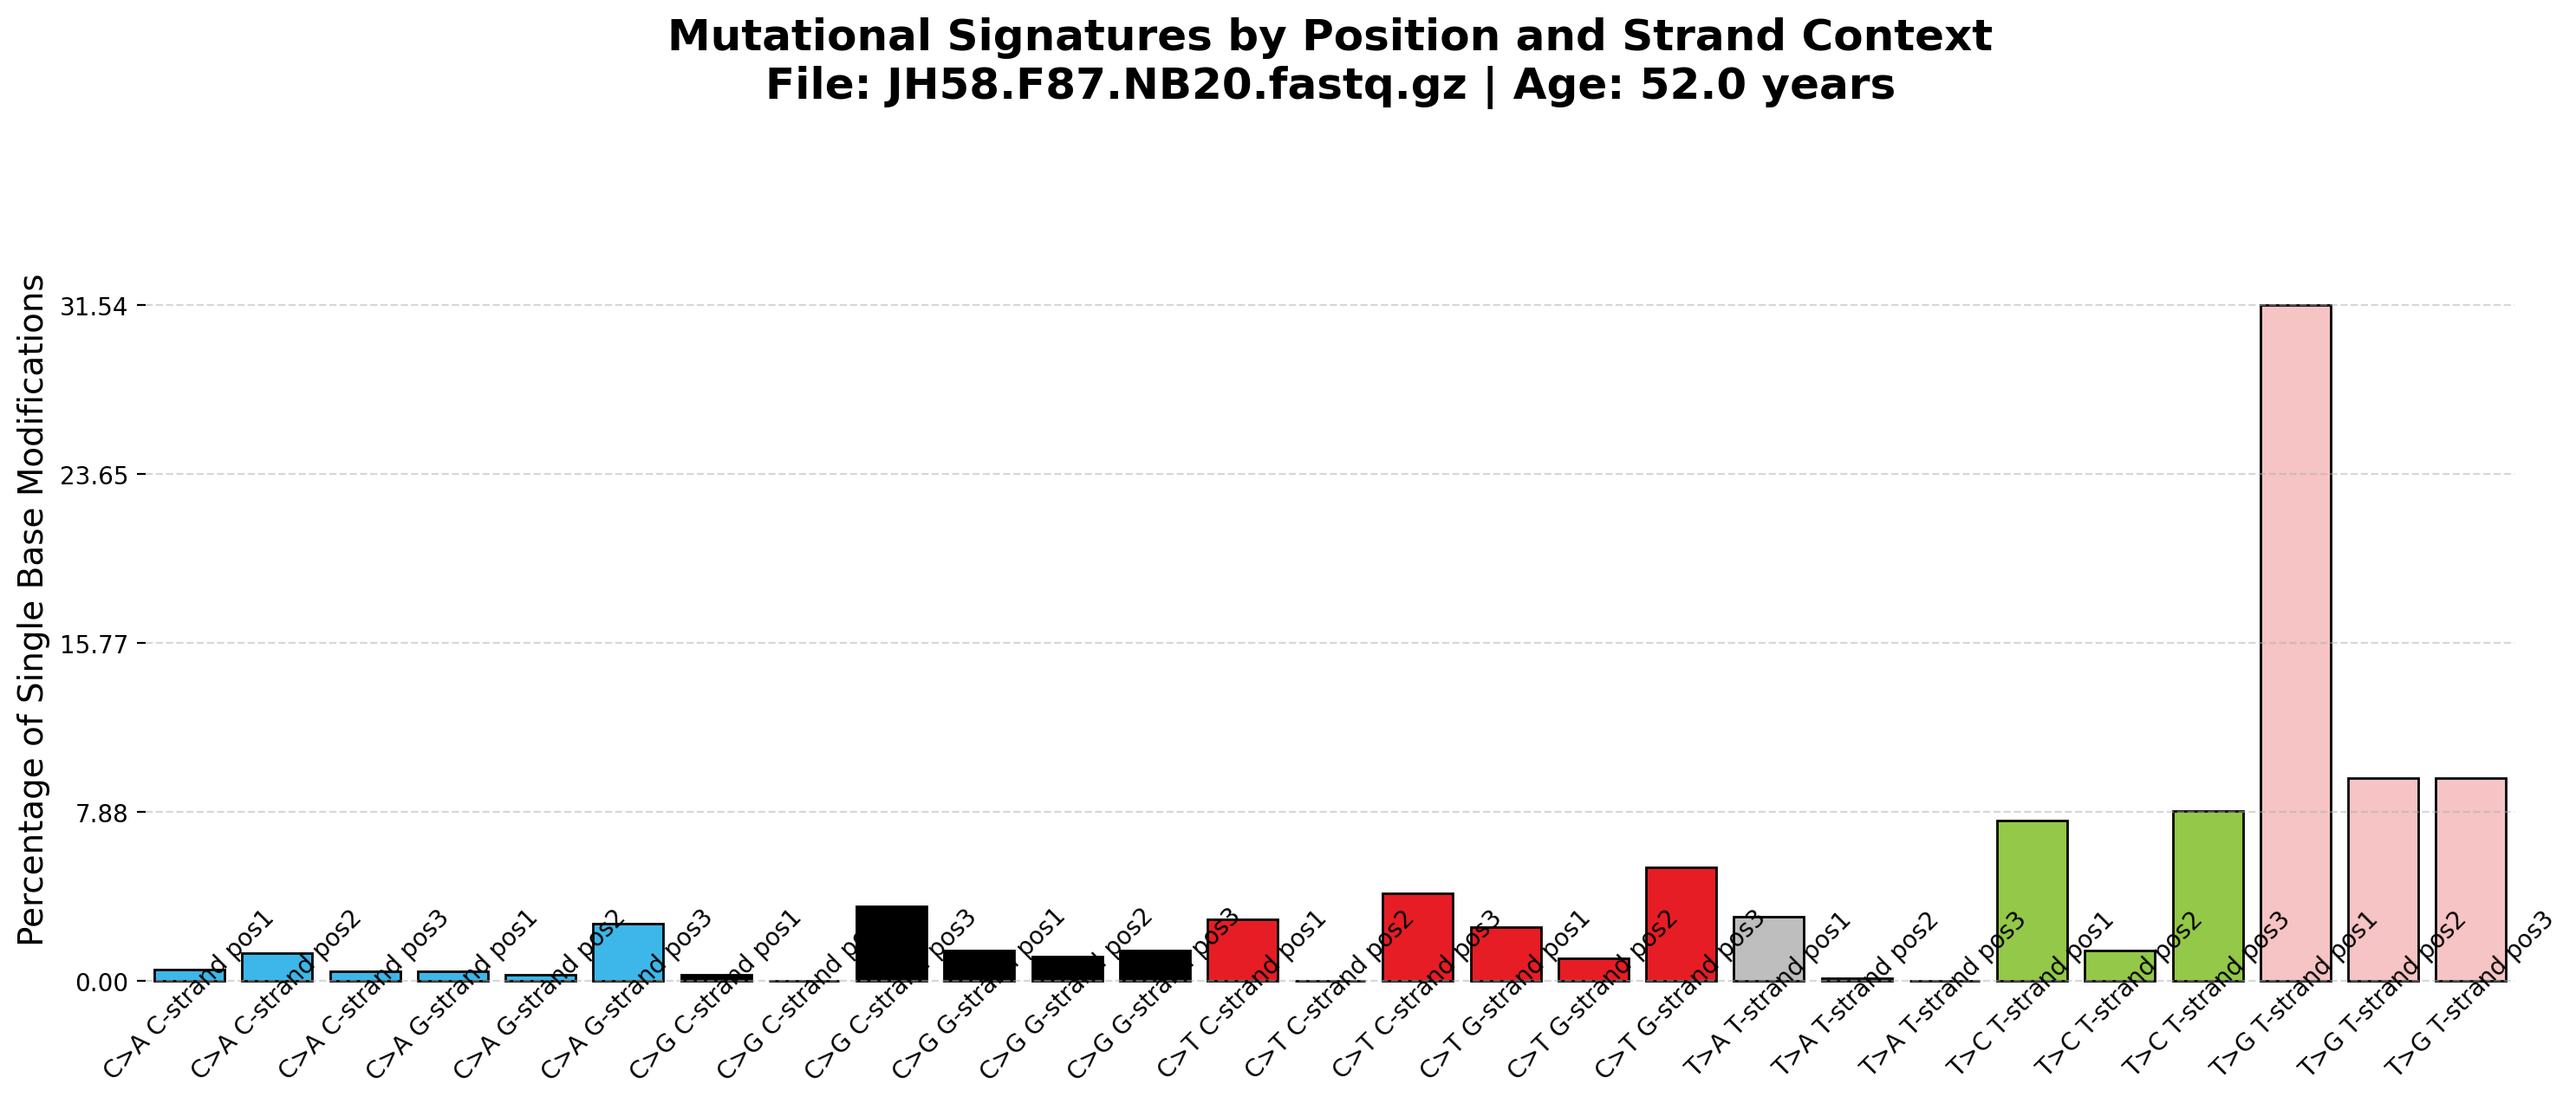 Mutational Signatures by Position and Strand Context
File: JH58.F87.NB20.fastq.gz | Age: 52.0 years
Percentage of Single Base Modifications
31.54
23.65
15.77
7.88
0.00
C>A C-strand pos1
C>A C-strand pos2
C>A C-strand pos3
C>A G-strand pos1
C>A G-strand pos2
C>A G-strand pos3
C>G C-strand pos1
C>G C-strand pos2
C>G C-strand pos3
C>G G-strand pos1
C>G G-strand pos2
C>G G-strand pos3
C>T C-strand pos1
C>T C-strand pos2
C>T C-strand pos3
C>T G-strand pos1
C>T G-strand pos2
C>T G-strand pos3
T>A T-strand pos1
T>A T-strand pos2
T>A T-strand pos3
T>C T-strand pos1
T>C T-strand pos2
T>C T-strand pos3
T>G T-strand pos1
T>G T-strand pos2
T>G T-strand pos3